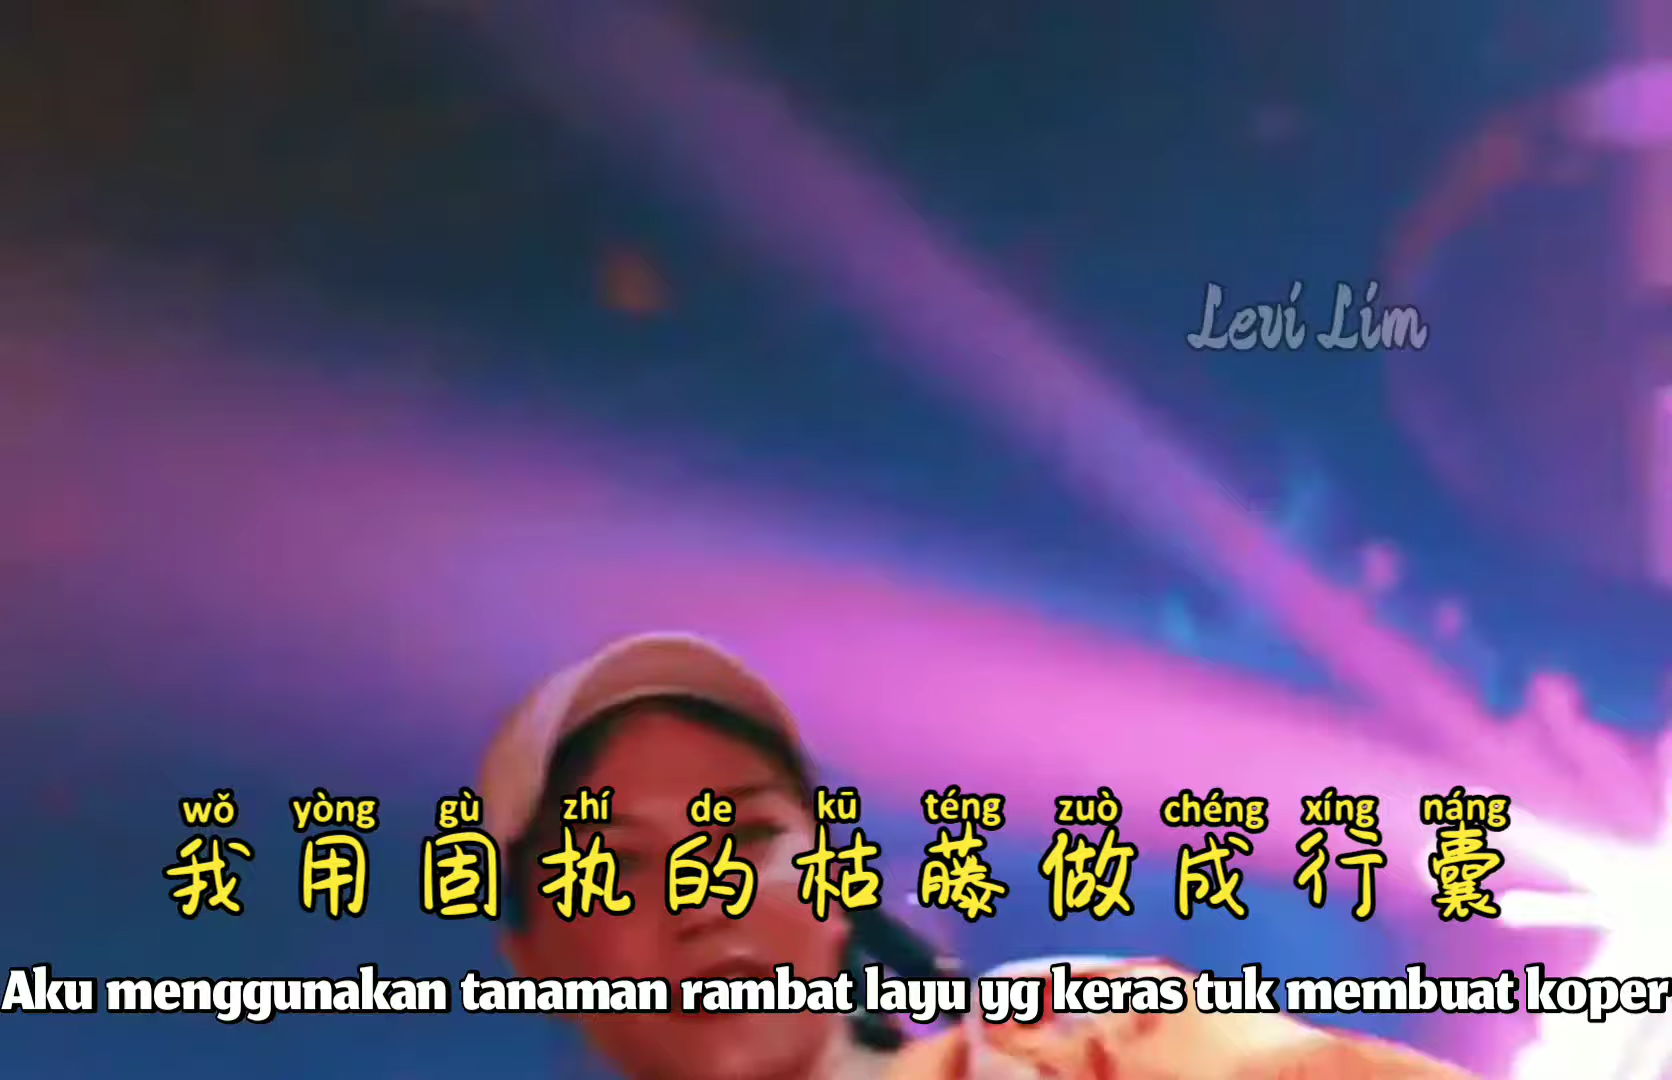 Levi Lim
wǒ yòng gù zhí de kū téng zuò chéng xíng náng
我用固执的枯藤做成行囊
Aku menggunakan tanaman rambat layu yg keras tuk membuat koper